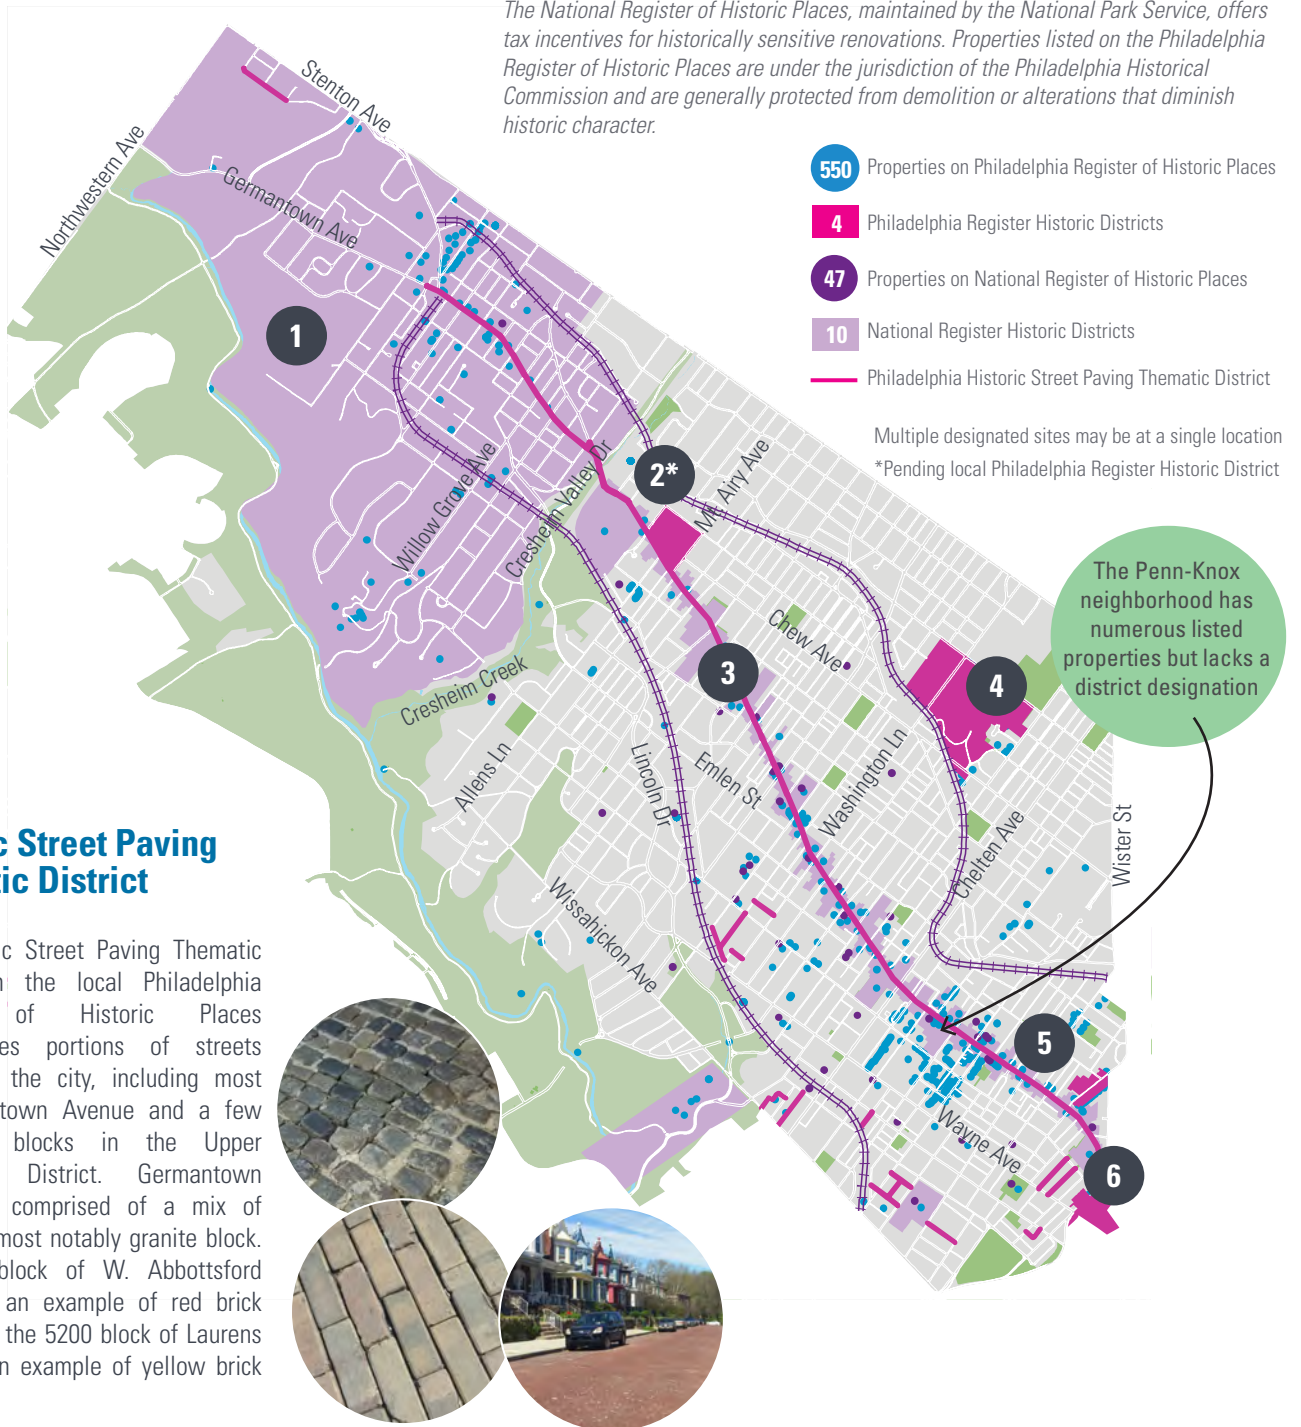 The National Register of Historic Places, maintained by the National Park Service, offers
tax incentives for historically sensitive renovations. Properties listed on the Philadelphia
Register of Historic Places are under the jurisdiction of the Philadelphia Historical
Commission and are generally protected from demolition or alterations that diminish
historic character.
550 Properties on Philadelphia Register of Historic Places
4 Philadelphia Register Historic Districts
47 Properties on National Register of Historic Places
10 National Register Historic Districts
Philadelphia Historic Street Paving Thematic District
Multiple designated sites may be at a single location
*Pending local Philadelphia Register Historic District
The Penn-Knox
neighborhood has
numerous listed
properties but lacks a
district designation
Stenton Ave
Northwestern Ave
Germantown Ave
1
Willow Grove Ave
Cresheim Valley Dr
2*
Mt. Airy Ave
Chew Ave
3
4
Cresheim Creek
Allens Ln
Lincoln Dr
Emlen St
Washington Ln
Chelten Ave
Wister St
Wissahickon Ave
5
Wayne Ave
6
c Street Paving
tic District
c Street Paving Thematic
the local Philadelphia
of Historic Places
es portions of streets
the city, including most
town Avenue and a few
blocks in the Upper
District. Germantown
comprised of a mix of
most notably granite block.
block of W. Abbottsford
an example of red brick
the 5200 block of Laurens
n example of yellow brick